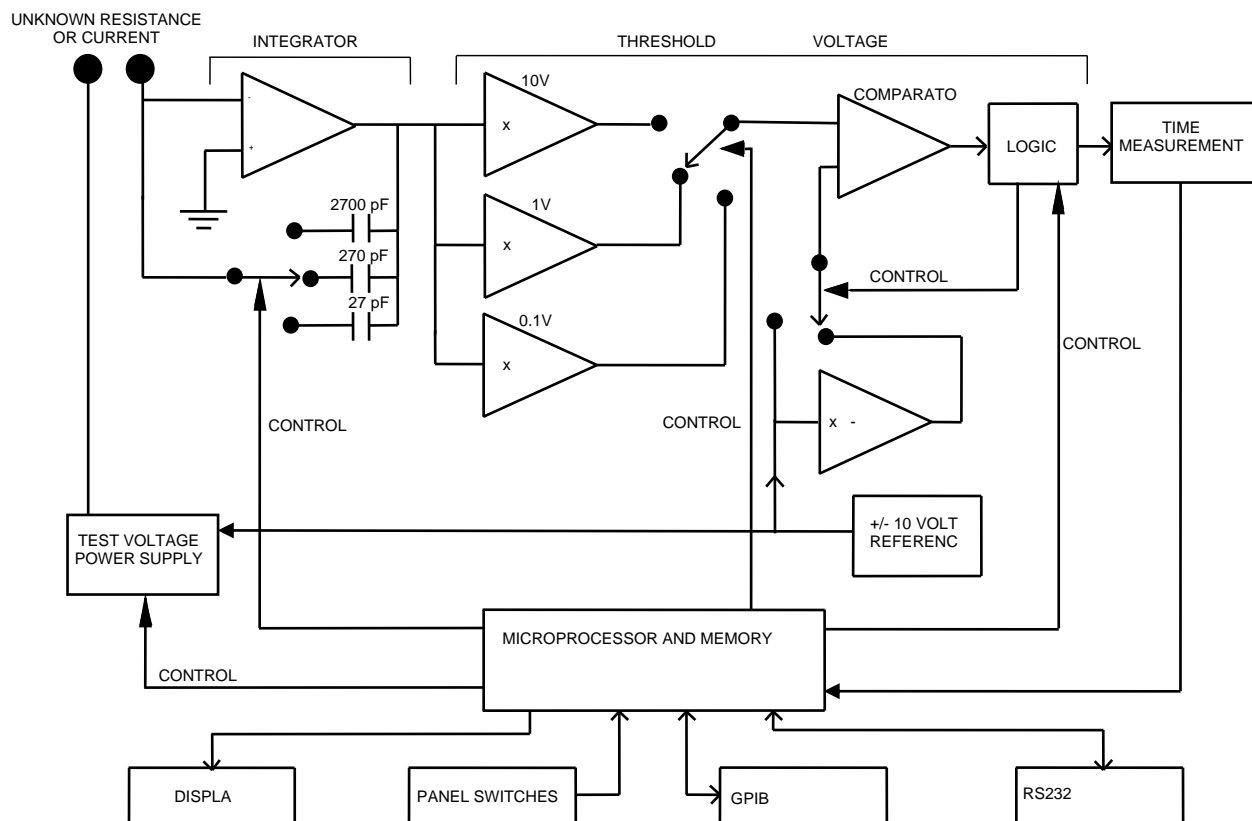 UNKNOWN RESISTANCE
OR CURRENT
INTEGRATOR
THRESHOLD VOLTAGE
10V
x
1V
x
0.1V
x
-
+
2700 pF
270 pF
27 pF
COMPARATO
LOGIC
TIME
MEASUREMENT
CONTROL
CONTROL
CONTROL
CONTROL
x -
TEST VOLTAGE
POWER SUPPLY
+/- 10 VOLT
REFERENC
MICROPROCESSOR AND MEMORY
CONTROL
DISPLA
PANEL SWITCHES
GPIB
RS232